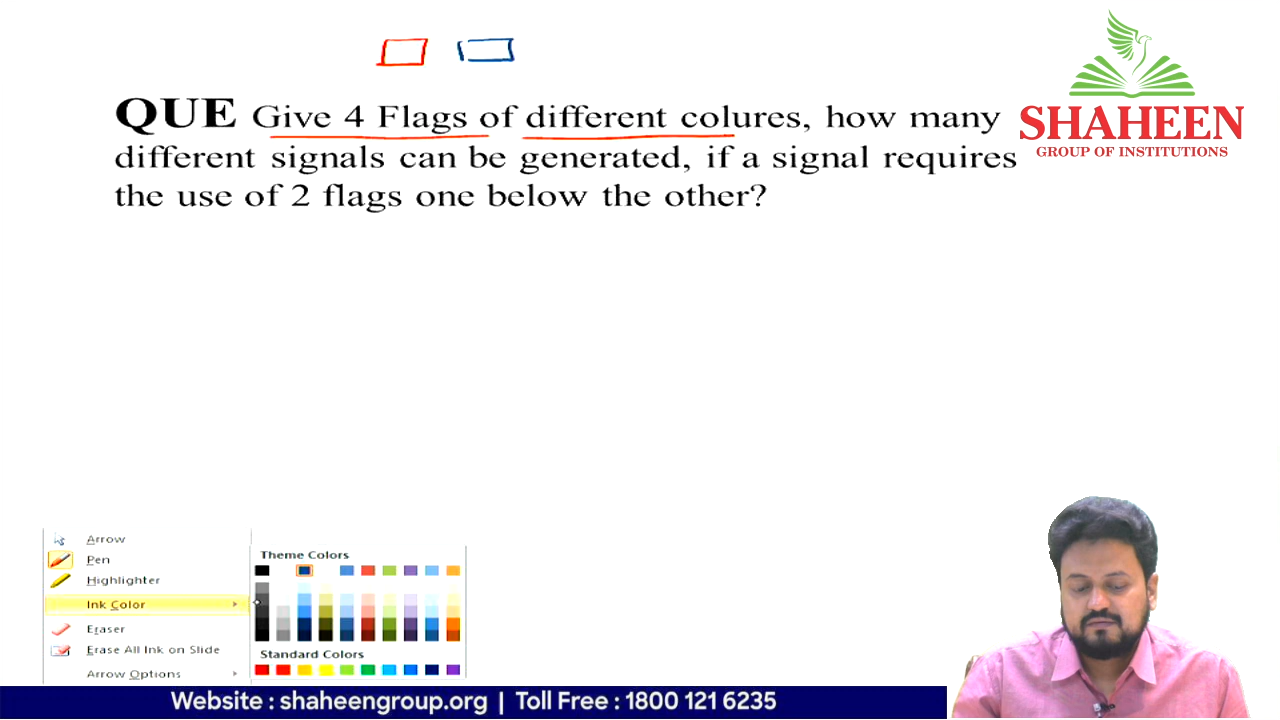 QUE Give 4 Flags of different colures, how many
different signals can be generated, if a signal requires
the use of 2 flags one below the other?
SHAHEEN
GROUP OF INSTITUTIONS
Arrow
Pen
Highlighter
Ink Color
Eraser
Erase All Ink on Slide
Arrow Options
Theme Colors
Standard Colors
Website : shaheengroup.org | Toll Free : 1800 121 6235